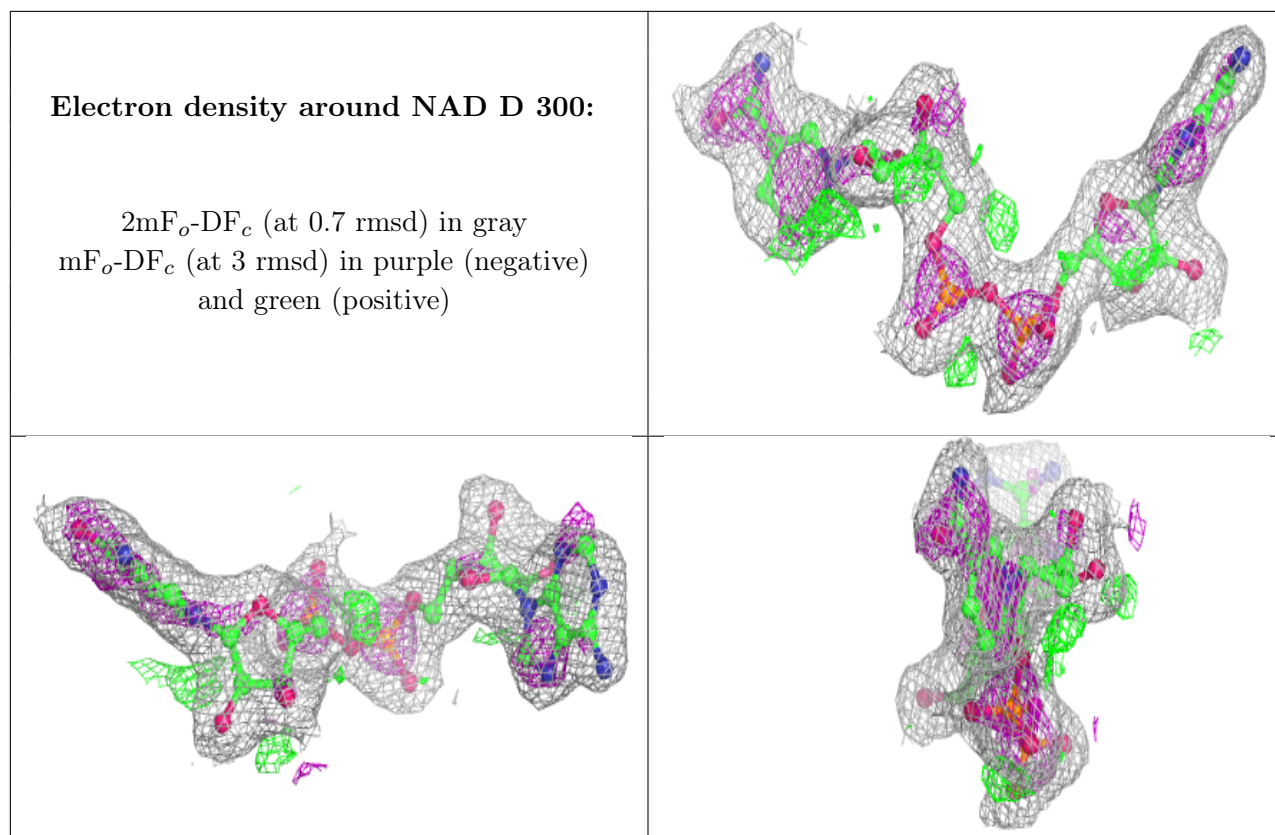 Electron density around NAD D 300:
2mFo-DFc (at 0.7 rmsd) in gray
mFo-DFc (at 3 rmsd) in purple (negative)
and green (positive)